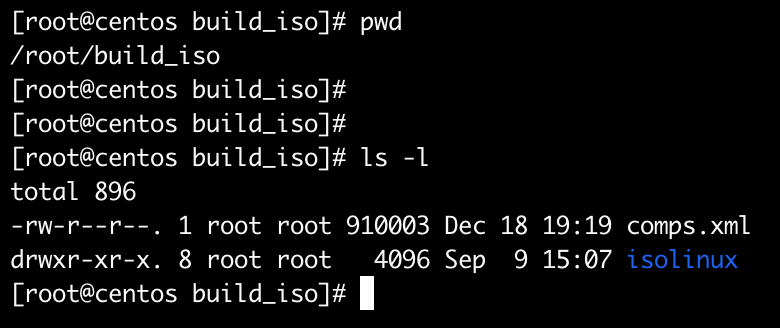 [root@centos build_iso]# pwd
/root/build_iso
[root@centos build_iso]#
[root@centos build_iso]#
[root@centos build_iso]# ls -l
total 896
-rw-r--r--. 1 root root 910003 Dec 18 19:19 comps.xml
drwxr-xr-x. 8 root root   4096 Sep  9 15:07 isolinux
[root@centos build_iso]#